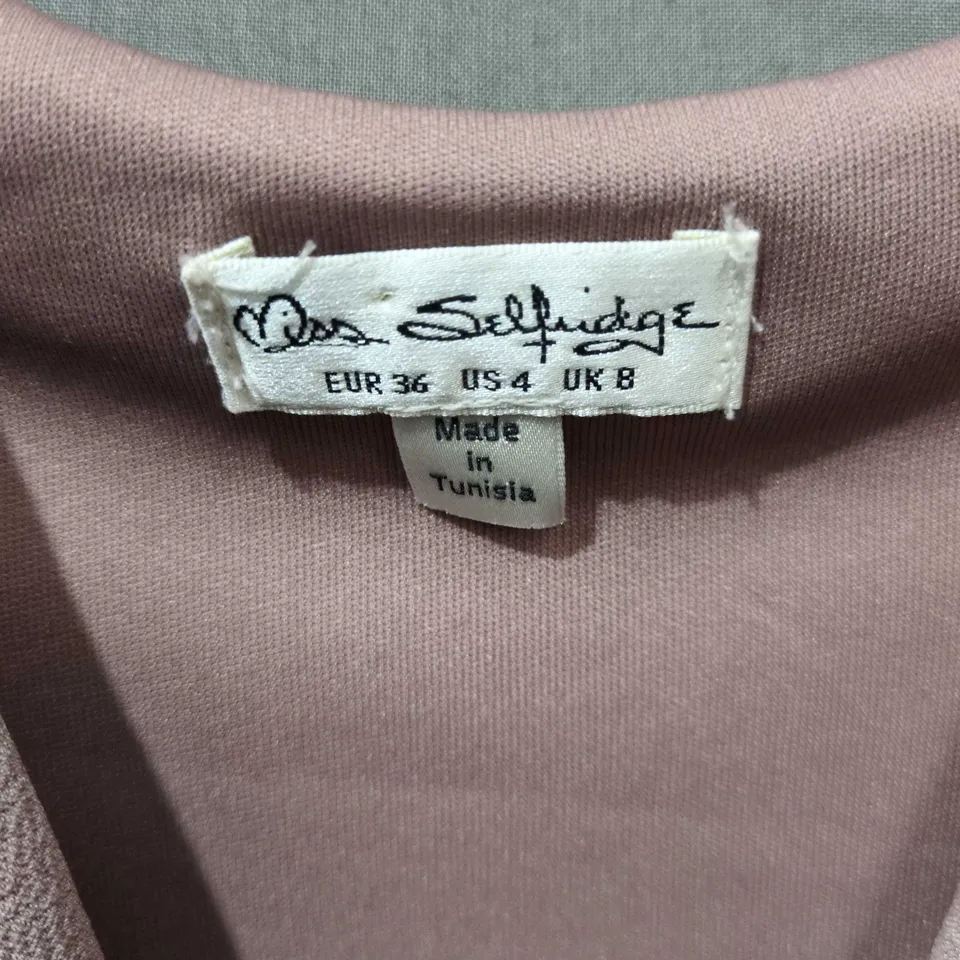 Miss Selfridge
EUR 36 US 4 UK 8
Made
in
Tunisia